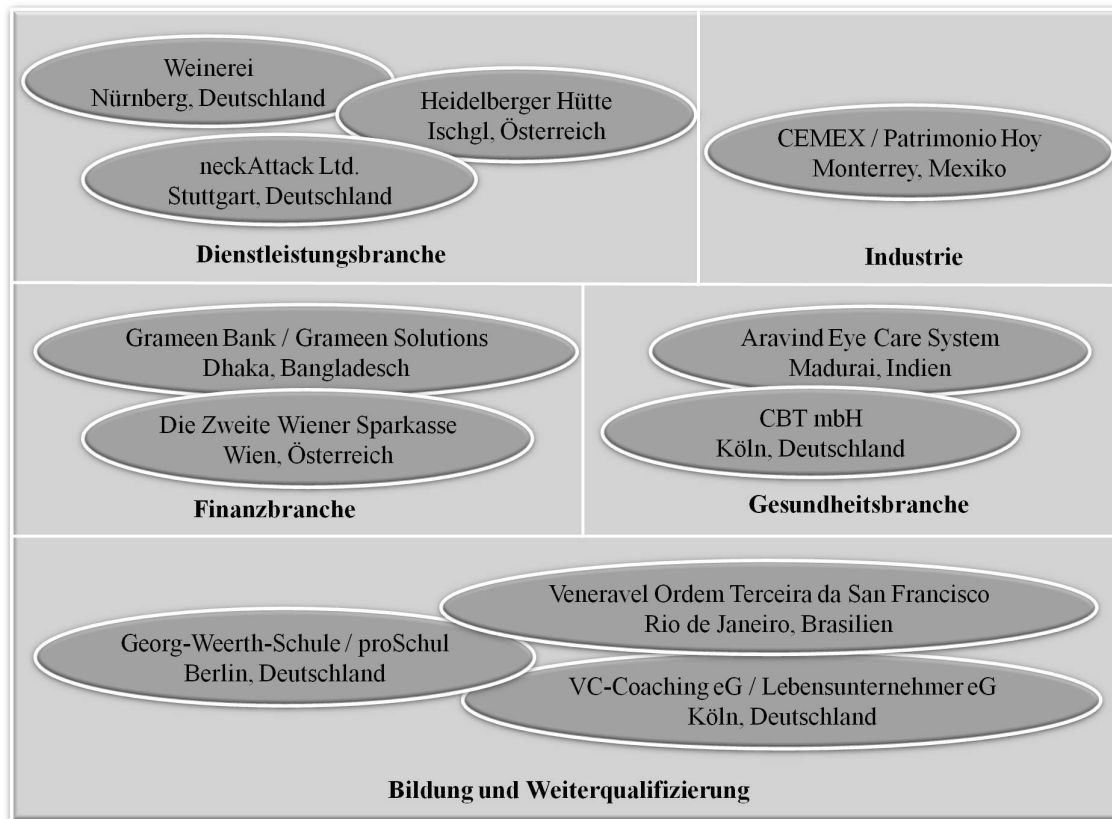 Weinerei
Nürnberg, Deutschland
Heidelberger Hütte
Ischgl, Österreich
neckAttack Ltd.
Stuttgart, Deutschland
Dienstleistungsbranche
CEMEX / Patrimonio Hoy
Monterrey, Mexiko
Industrie
Grameen Bank / Grameen Solutions
Dhaka, Bangladesch
Die Zweite Wiener Sparkasse
Wien, Österreich
Finanzbranche
Aravind Eye Care System
Madurai, Indien
CBT mbH
Köln, Deutschland
Gesundheitsbranche
Veneravel Ordem Terceira da San Francisco
Rio de Janeiro, Brasilien
Georg-Weerth-Schule / proSchul
Berlin, Deutschland
VC-Coaching eG / Lebensunternehmer eG
Köln, Deutschland
Bildung und Weiterqualifizierung